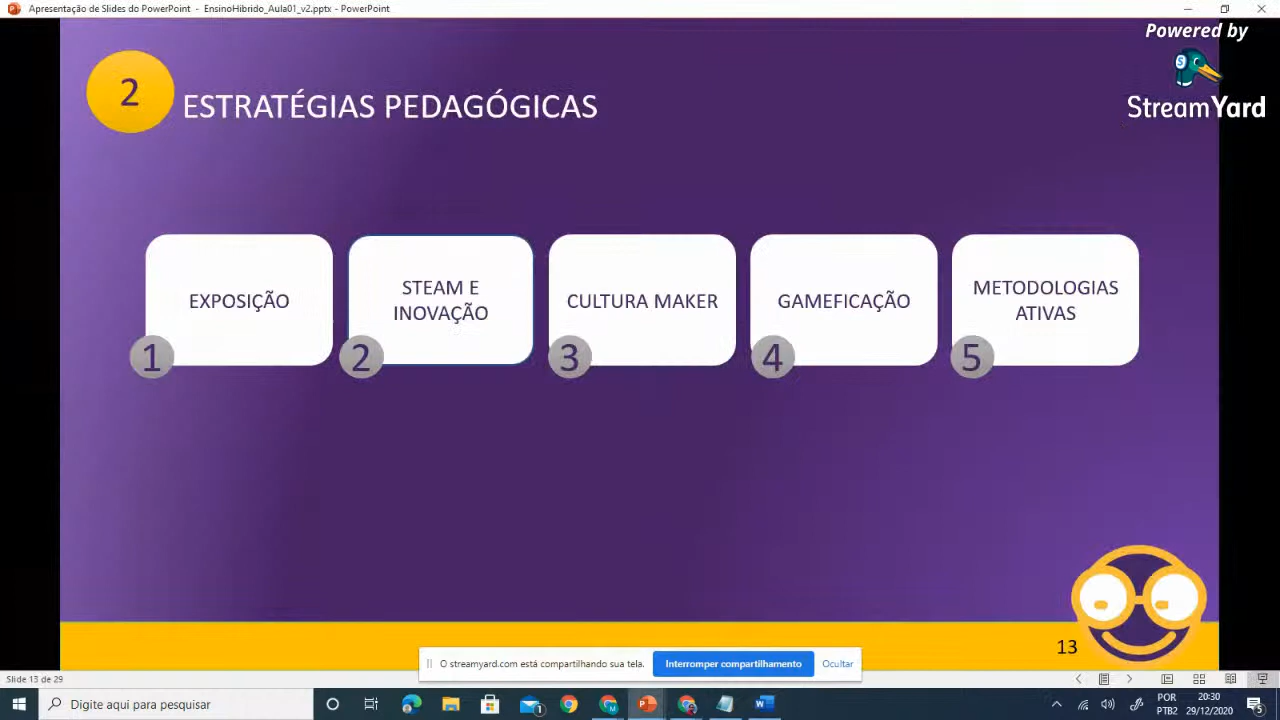 Apresentação de Slides do PowerPoint - EnsinoHibrido_Aula01_v2.pptx - PowerPoint
Powered by
StreamYard
2
ESTRATÉGIAS PEDAGÓGICAS
EXPOSIÇÃO
1
STEAM E
INOVAÇÃO
2
CULTURA MAKER
3
GAMEFICAÇÃO
4
METODOLOGIAS
ATIVAS
5
13
O streamyard.com está compartilhando sua tela.
Interromper compartilhamento
Ocultar
Slide 13 de 29
Digite aqui para pesquisar
1
POR
PTB2
20:30
29/12/2020
5